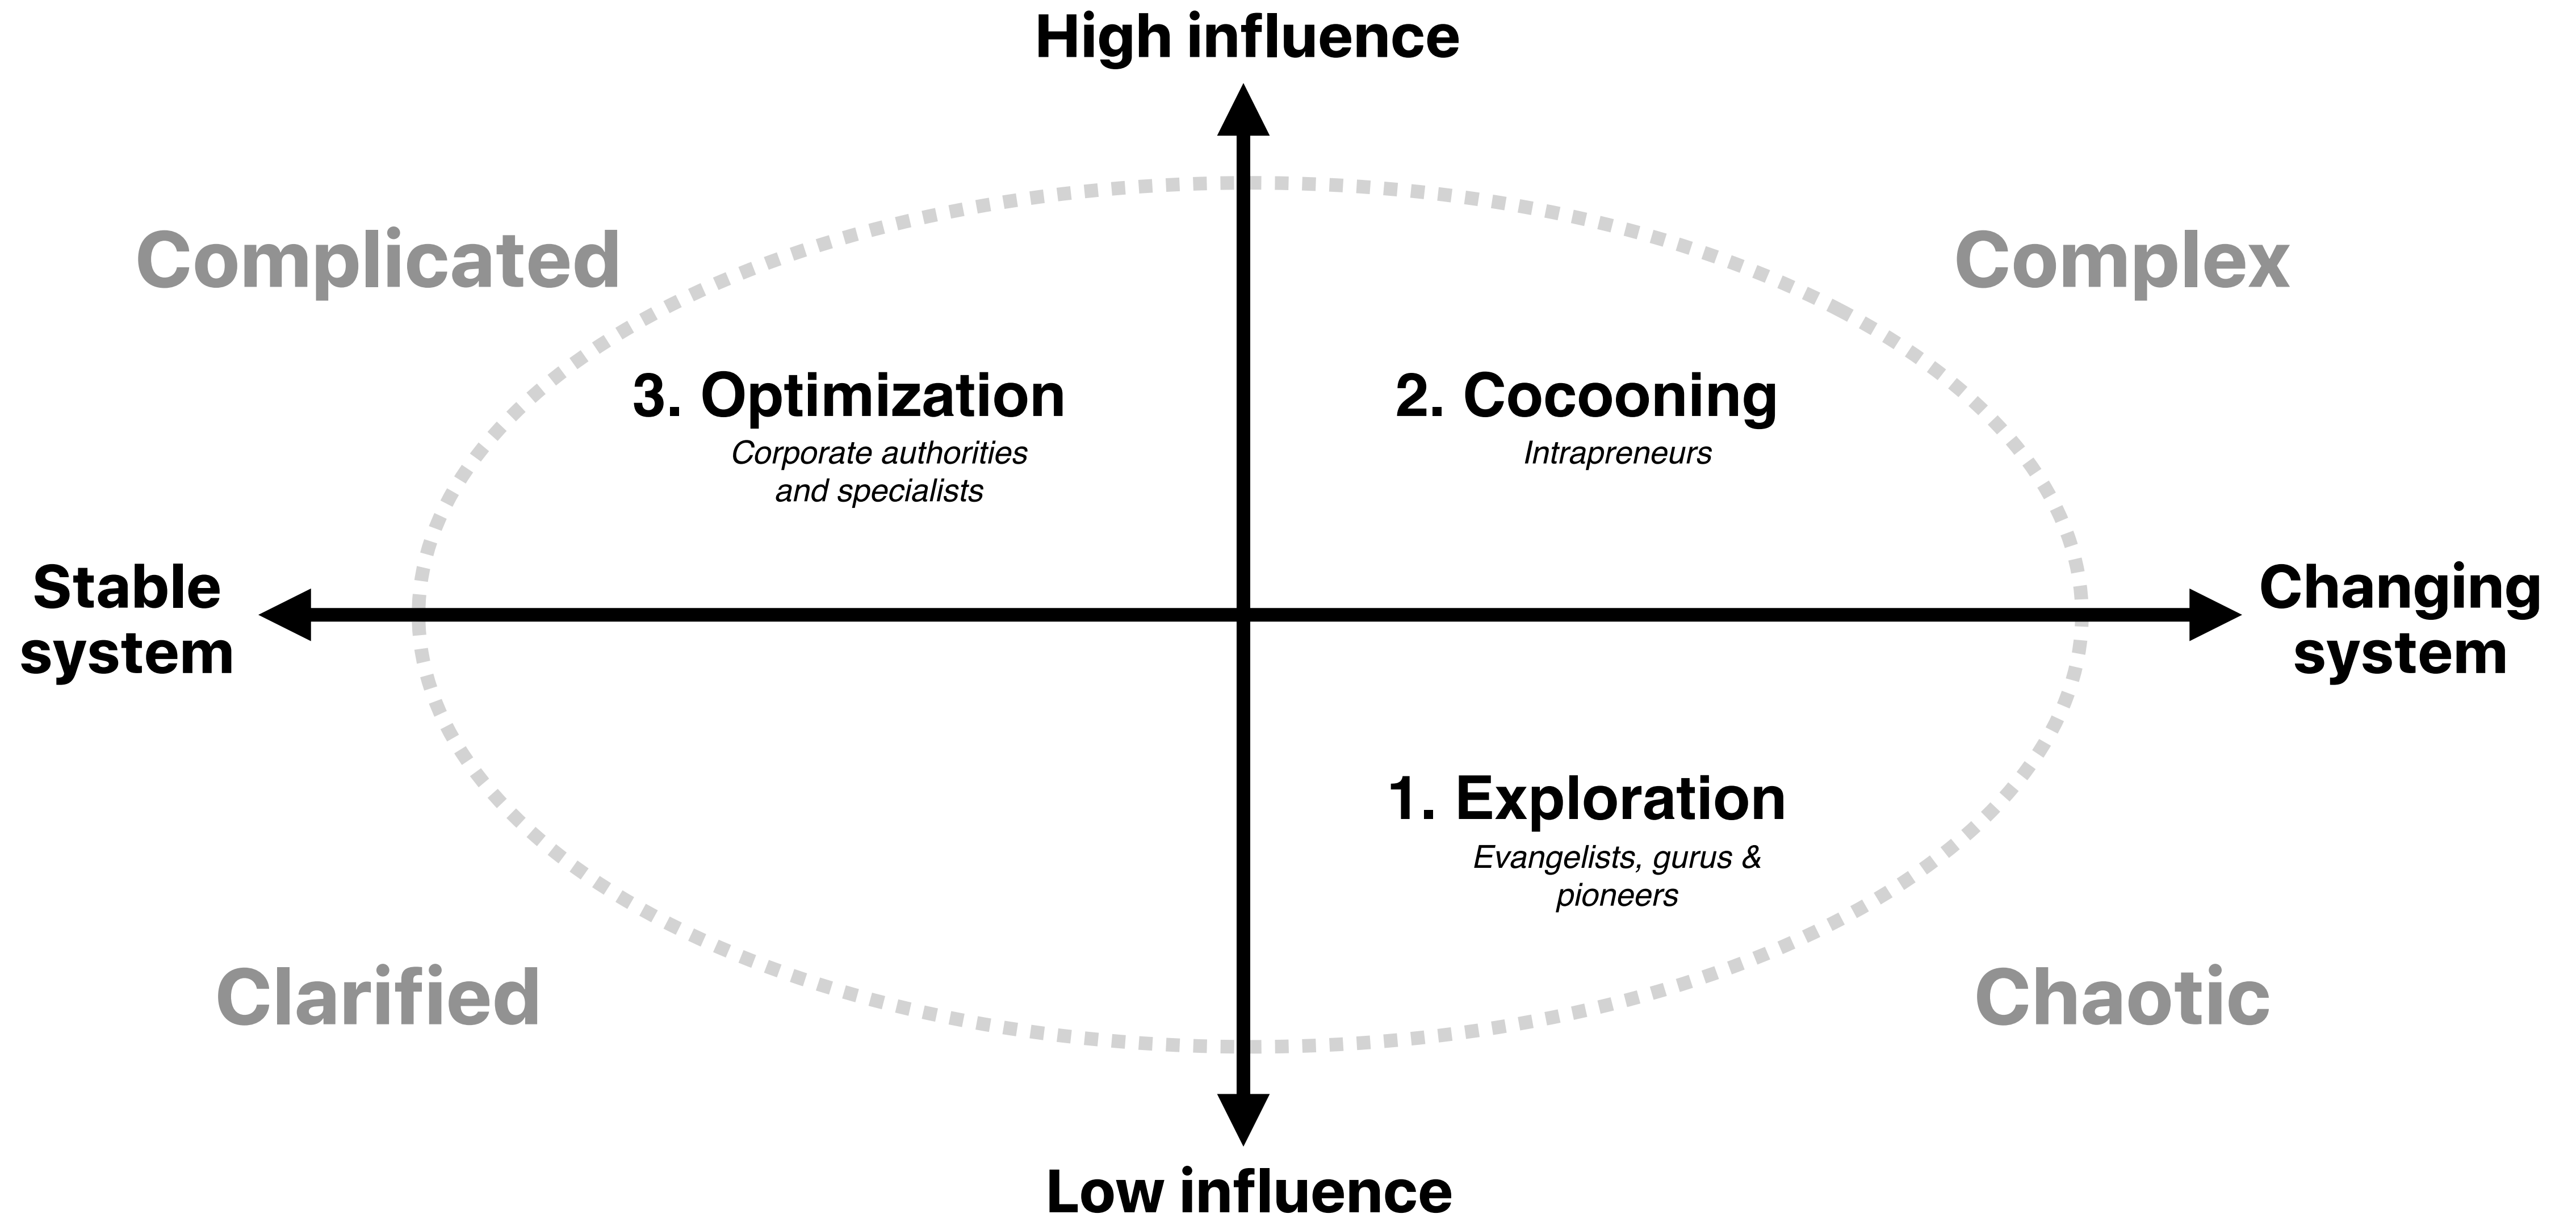 High influence
Complicated
Complex
3. Optimization
Corporate authorities
and specialists
2. Cocooning
Intrapreneurs
Stable
system
Changing
system
1. Exploration
Evangelists, gurus &
pioneers
Clarified
Chaotic
Low influence